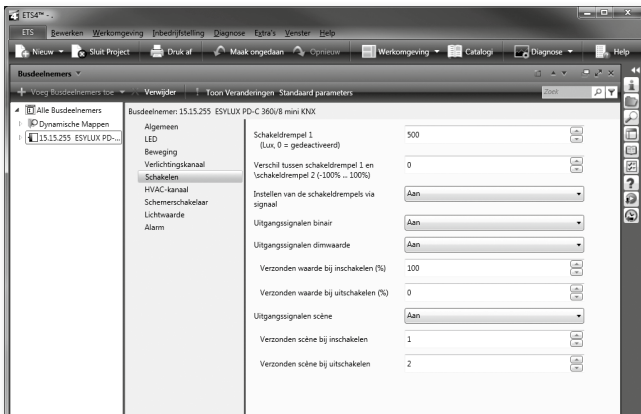 ETS4™ - .
ETS Bewerken Werkomgeving Inbedrijfstelling Diagnose Extra's Venster Help
Nieuw Sluit Project Druk af Maak ongedaan Opnieuw Werkomgeving Catalogi Diagnose Help
Busdeelnemers
Voeg Busdeelnemers toe Verwijder Toon Veranderingen Standaard parameters Zoek
Alle Busdeelnemers
Dynamische Mappen
15.15.255 ESYLUX PD-...
Busdeelnemer: 15.15.255 ESYLUX PD-C 360i/8 mini KNX
Algemeen
LED
Beweging
Verlichtingskanaal
Schakelen
HVAC-kanaal
Schemerschakelaar
Lichtwaarde
Alarm
Schakeldrempel 1
(Lux, 0 = gedeactiveerd)
500
Verschil tussen schakeldrempel 1 en
\schakeldrempel 2 (-100% ... 100%)
0
Instellen van de schakeldrempels via
signaal
Aan
Uitgangssignalen binair
Aan
Uitgangssignalen dimwaarde
Aan
Verzonden waarde bij inschakelen (%)
100
Verzonden waarde bij uitschakelen (%)
0
Uitgangssignalen scène
Aan
Verzonden scène bij inschakelen
1
Verzonden scène bij uitschakelen
2